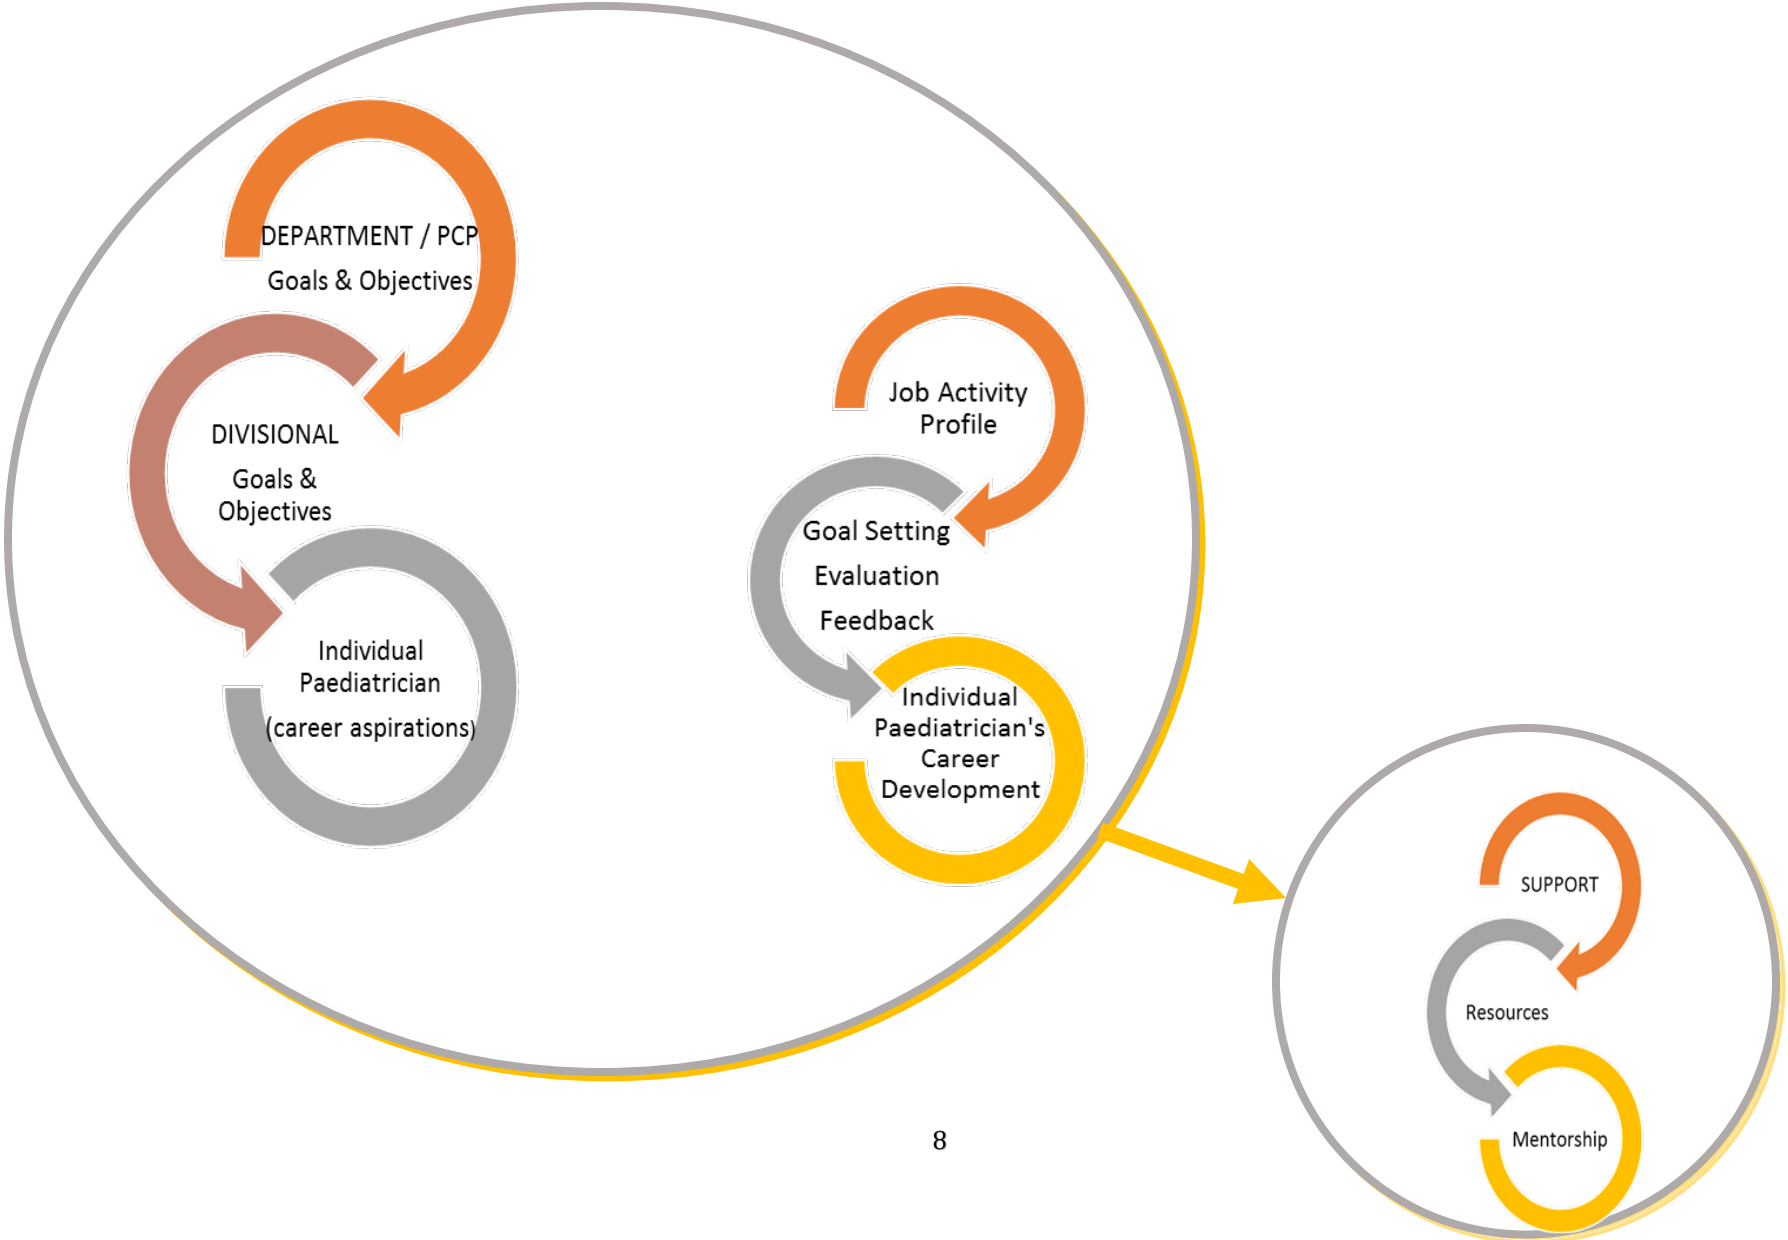 DEPARTMENT / PCP
Goals & Objectives
DIVISIONAL
Goals &
Objectives
Individual
Paediatrician
(career aspirations)
Job Activity
Profile
Goal Setting
Evaluation
Feedback
Individual
Paediatrician's
Career
Development
SUPPORT
Resources
Mentorship
8